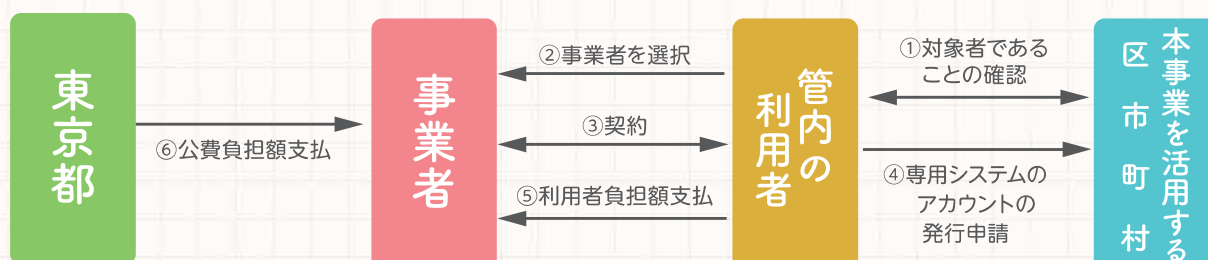 東京都
⑥公費負担額支払
事業者
②事業者を選択
③契約
⑤利用者負担額支払
管内の
利用者
①対象者である
ことの確認
④専用システムの
アカウントの
発行申請
本事業を活用する
区市町村